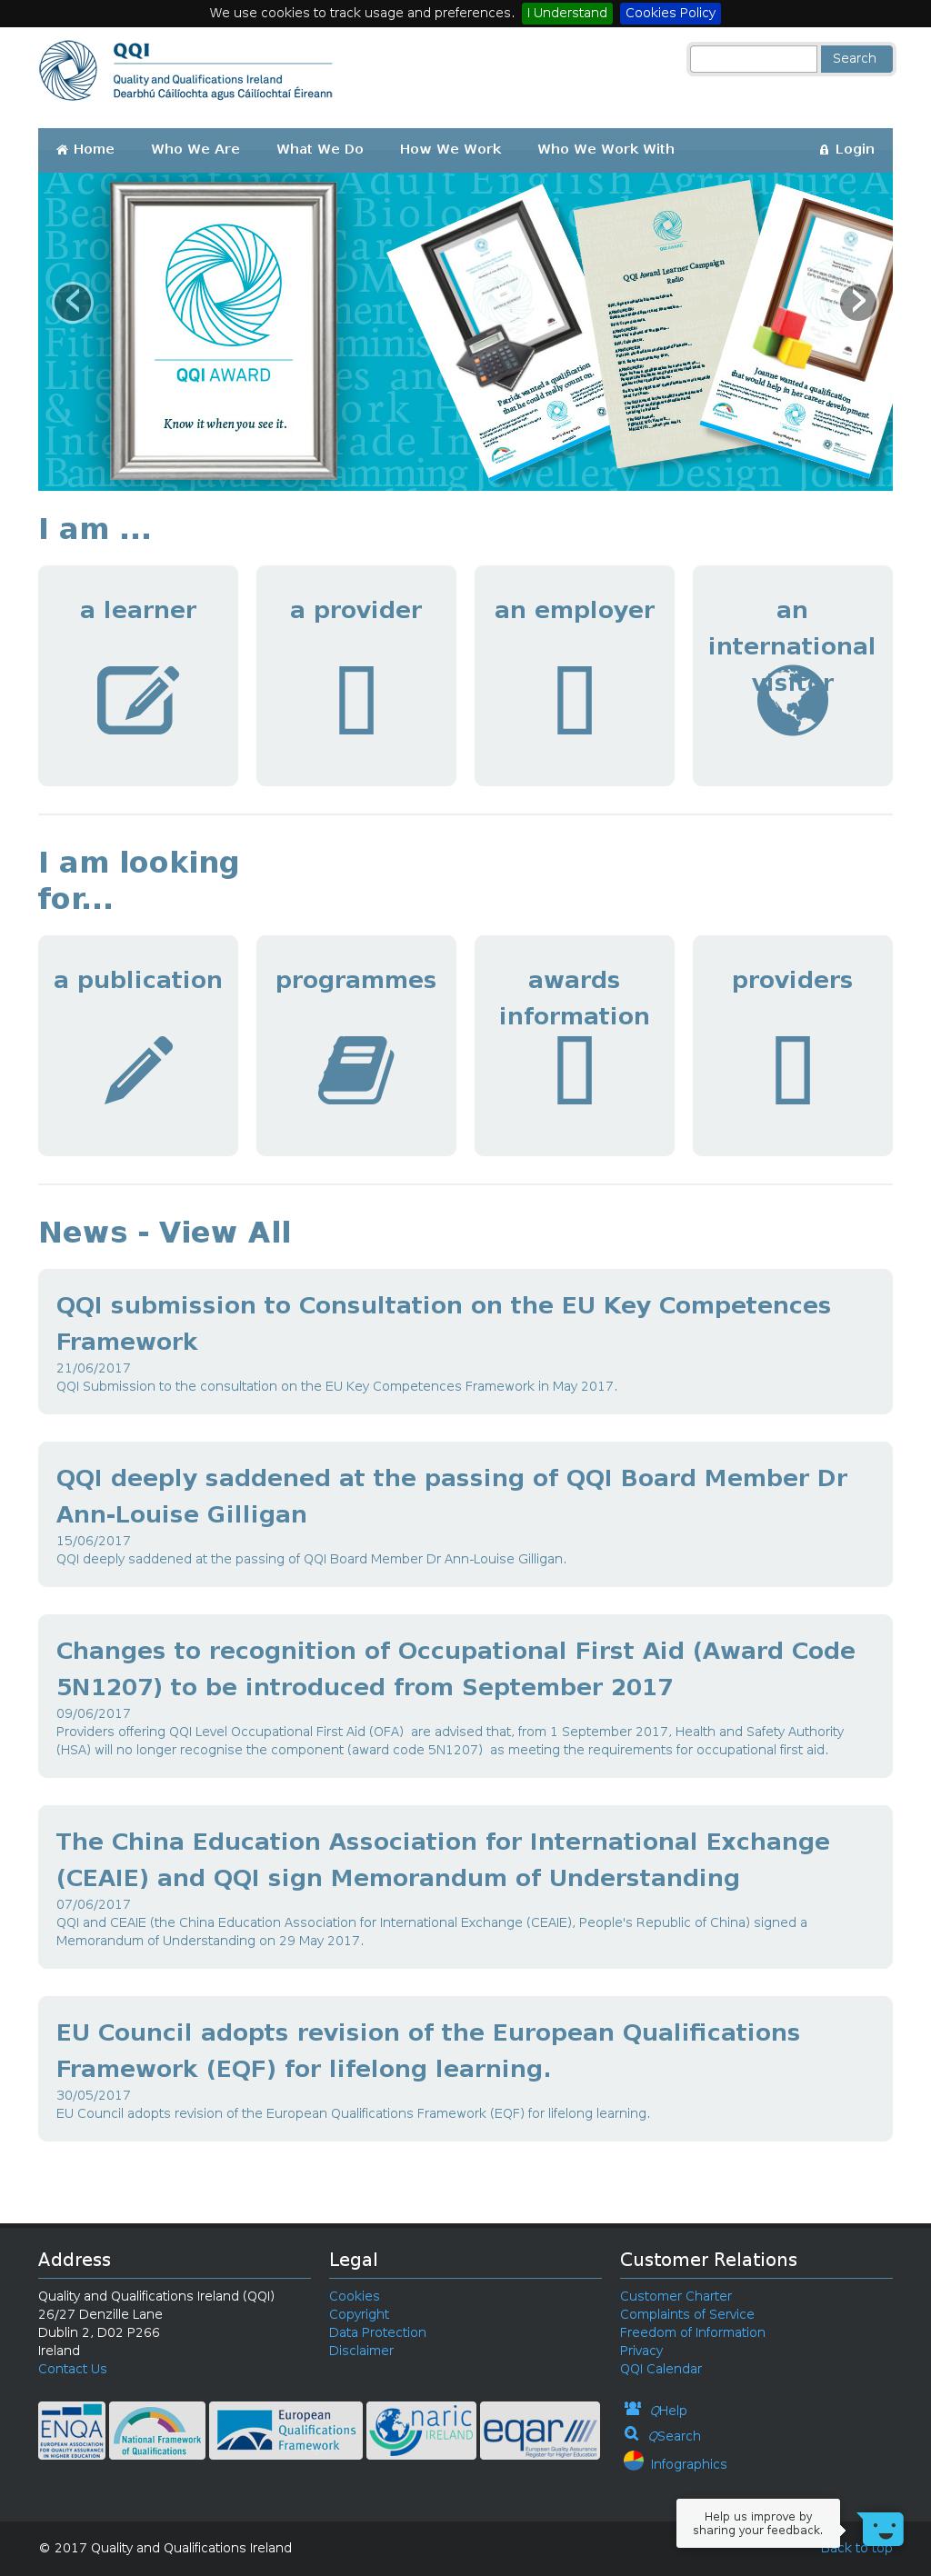 We use cookies to track usage and preferences. I Understand Cookies Policy
QQI
Quality and Qualifications Ireland
Dearbhú Cáilíochta agus Cáilíochtaí Éireann
Search
Home Who We Are What We Do How We Work Who We Work With Login
QQI AWARD
Know it when you see it.
QQI Award Learner Campaign
Radio
Patrick wanted a qualification
that he could really count on.
Joanne wanted a qualification
that would help in her career development.
I am ...
a learner
a provider
an employer
an
international
visitor
I am looking
for...
a publication
programmes
awards
information
providers
News - View All
QQI submission to Consultation on the EU Key Competences
Framework
21/06/2017
QQI Submission to the consultation on the EU Key Competences Framework in May 2017.
QQI deeply saddened at the passing of QQI Board Member Dr
Ann-Louise Gilligan
15/06/2017
QQI deeply saddened at the passing of QQI Board Member Dr Ann-Louise Gilligan.
Changes to recognition of Occupational First Aid (Award Code
5N1207) to be introduced from September 2017
09/06/2017
Providers offering QQI Level Occupational First Aid (OFA)  are advised that, from 1 September 2017, Health and Safety Authority
(HSA) will no longer recognise the component (award code 5N1207)  as meeting the requirements for occupational first aid.
The China Education Association for International Exchange
(CEAIE) and QQI sign Memorandum of Understanding
07/06/2017
QQI and CEAIE (the China Education Association for International Exchange (CEAIE), People's Republic of China) signed a
Memorandum of Understanding on 29 May 2017.
EU Council adopts revision of the European Qualifications
Framework (EQF) for lifelong learning.
30/05/2017
EU Council adopts revision of the European Qualifications Framework (EQF) for lifelong learning.
Address
Quality and Qualifications Ireland (QQI)
26/27 Denzille Lane
Dublin 2, D02 P266
Ireland
Contact Us
Legal
Cookies
Copyright
Data Protection
Disclaimer
Customer Relations
Customer Charter
Complaints of Service
Freedom of Information
Privacy
QQI Calendar
ENQA
EUROPEAN ASSOCIATION
FOR QUALITY ASSURANCE
IN HIGHER EDUCATION
National Framework
of Qualifications
European
Qualifications
Framework
naric
IRELAND
eqar
European Quality Assurance
Register for Higher Education
QHelp
QSearch
Infographics
Help us improve by
sharing your feedback.
© 2017 Quality and Qualifications Ireland
Back to top